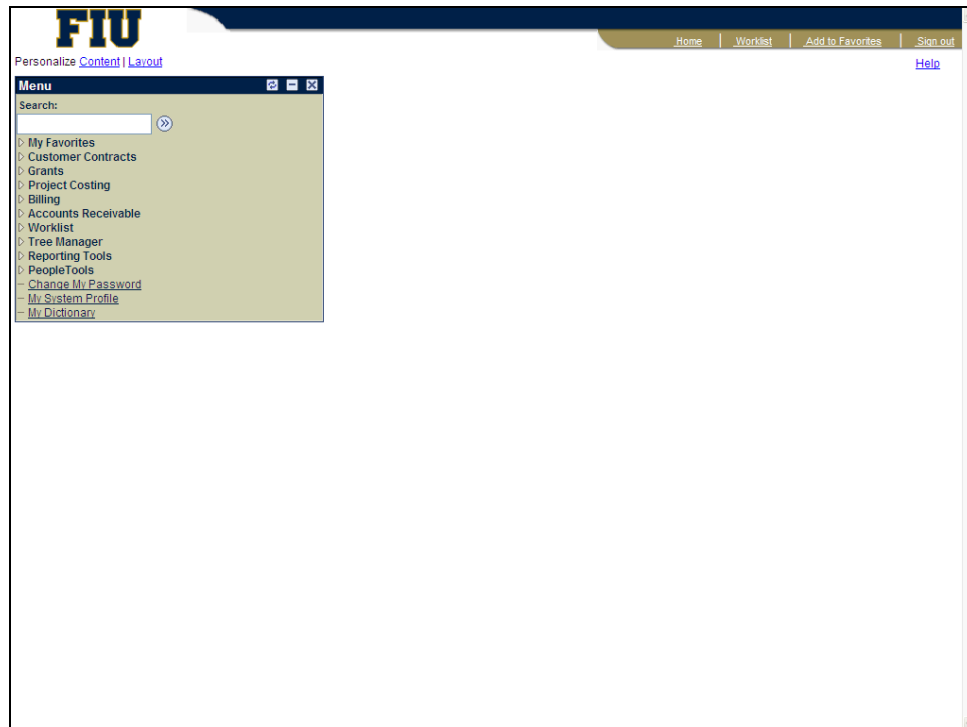 FIU
Home | Worklist | Add to Favorites | Sign out
Personalize Content | Layout
Help
Menu
Search:
My Favorites
Customer Contracts
Grants
Project Costing
Billing
Accounts Receivable
Worklist
Tree Manager
Reporting Tools
PeopleTools
Change My Password
My System Profile
My Dictionary